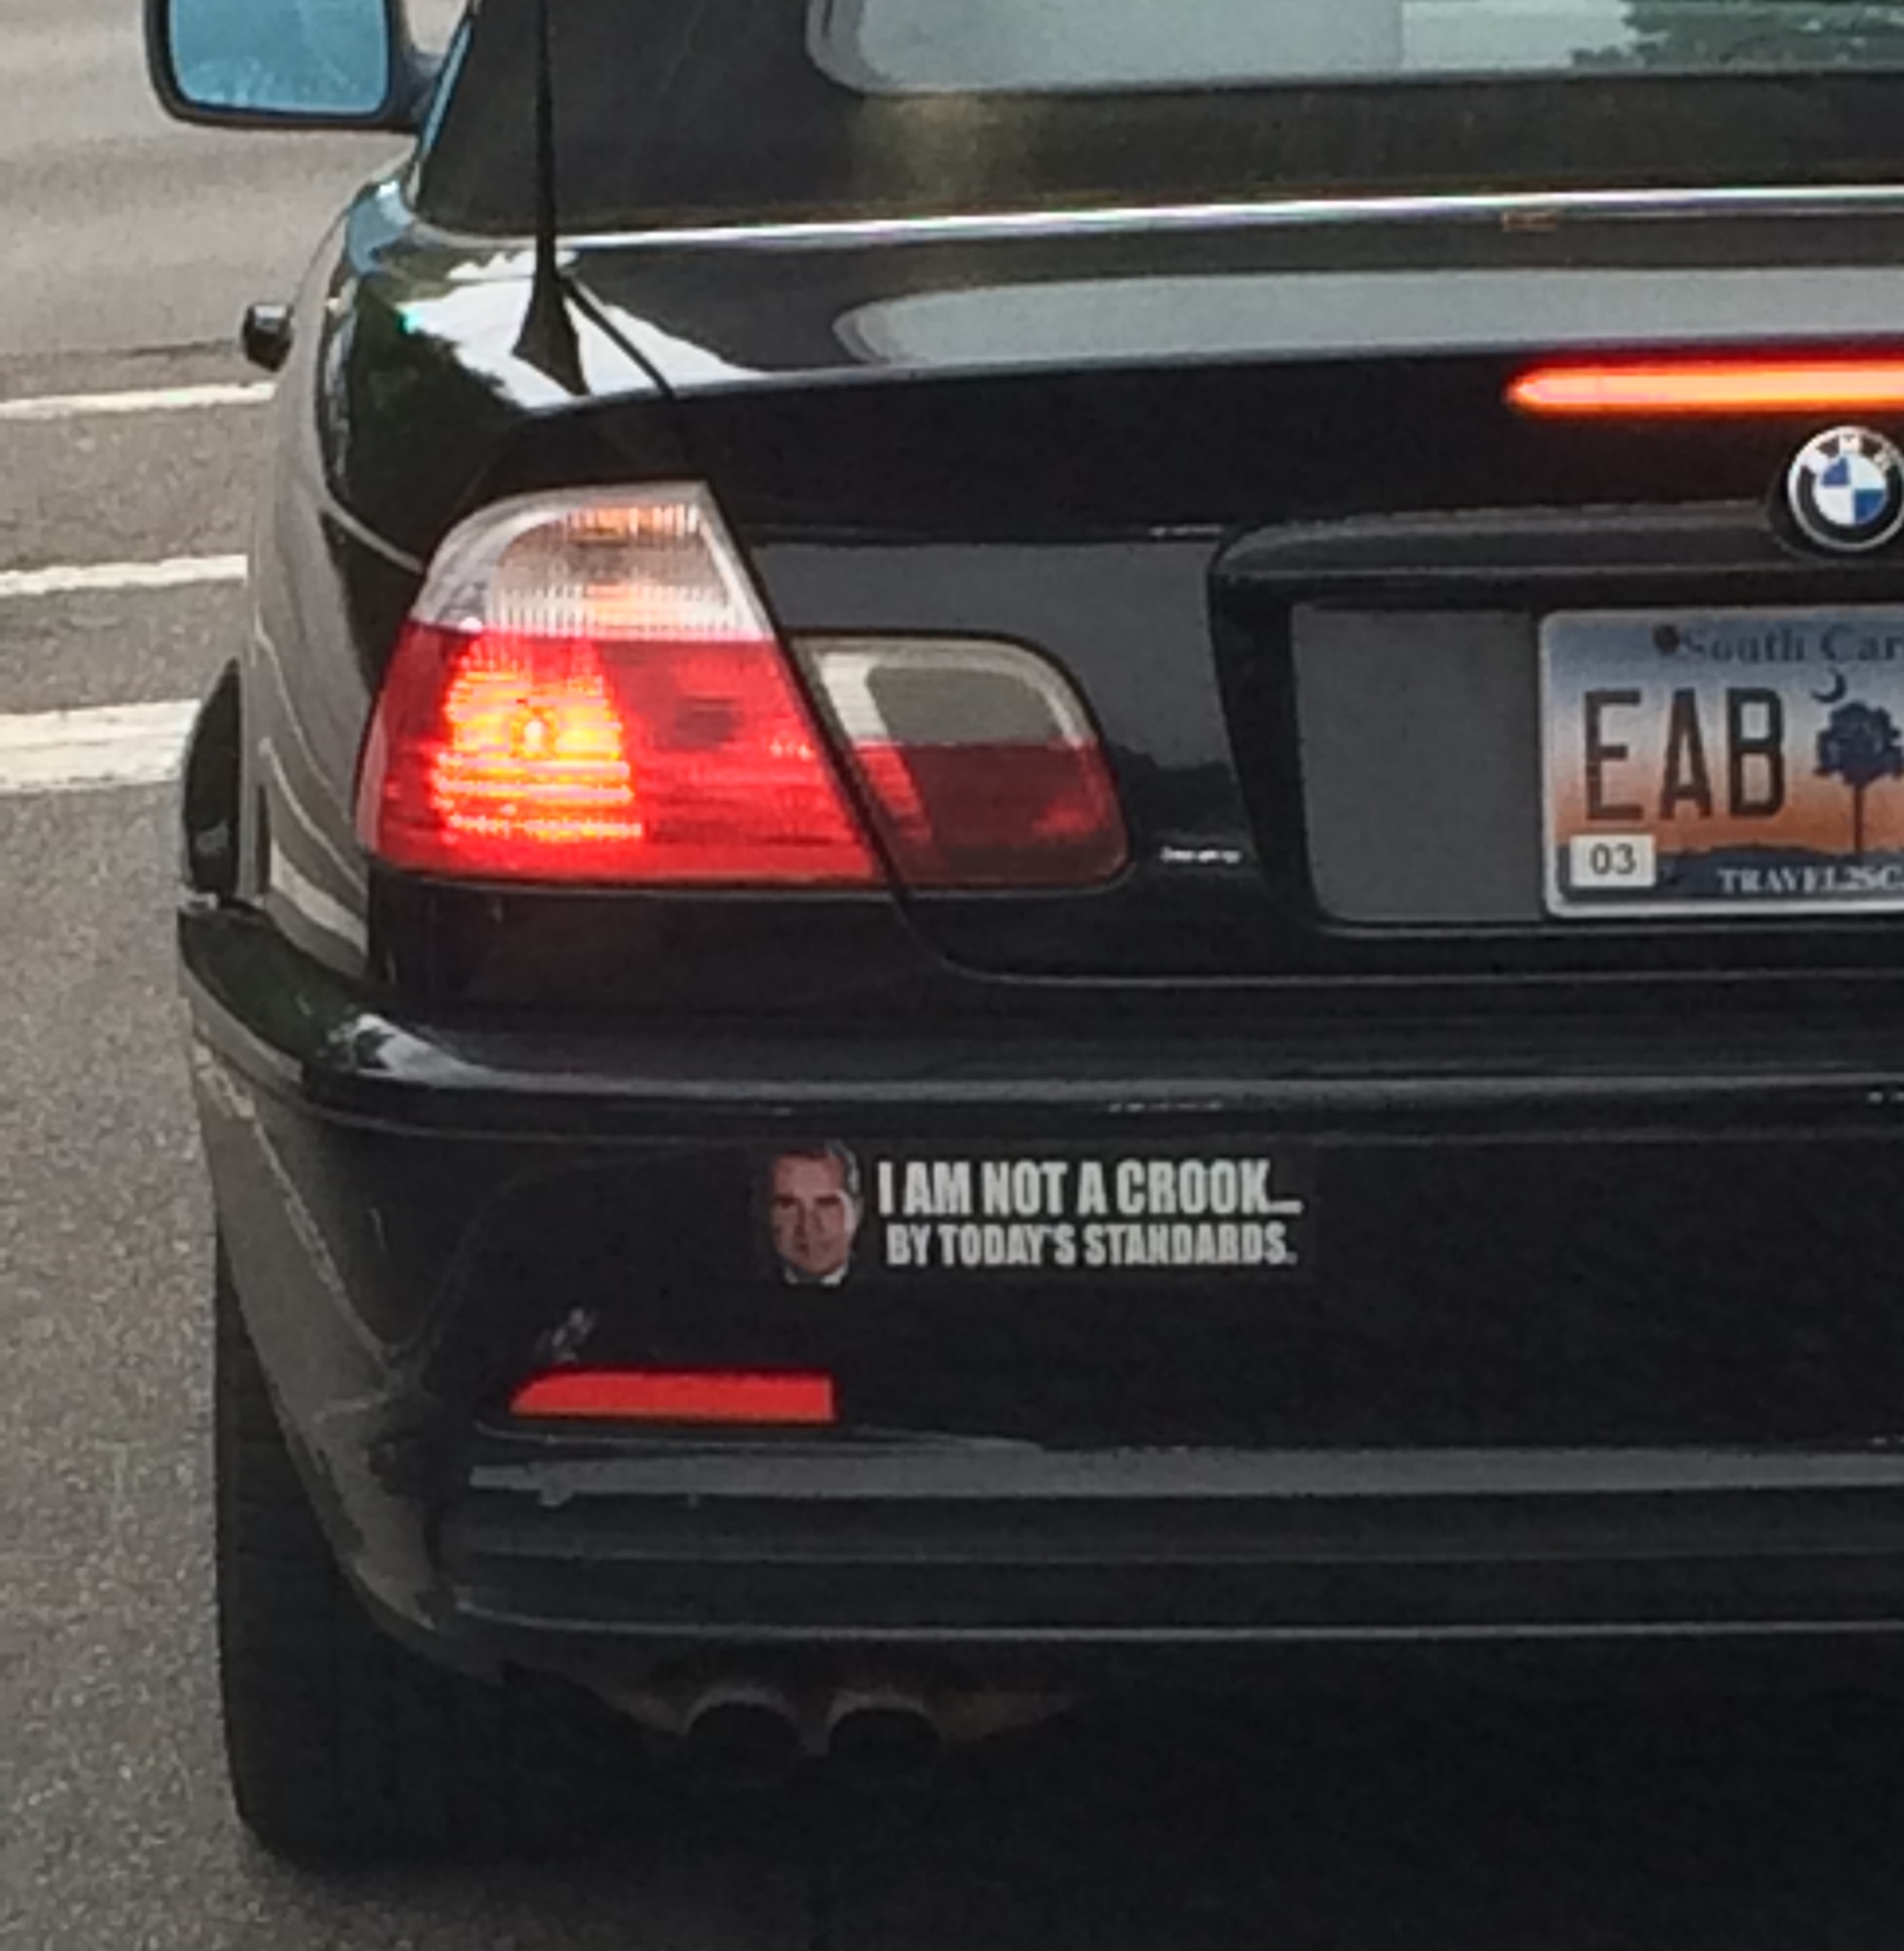 South Car
EAB
03
TRAVEL2SC.
I AM NOT A CROOK...
BY TODAY'S STANDARDS.